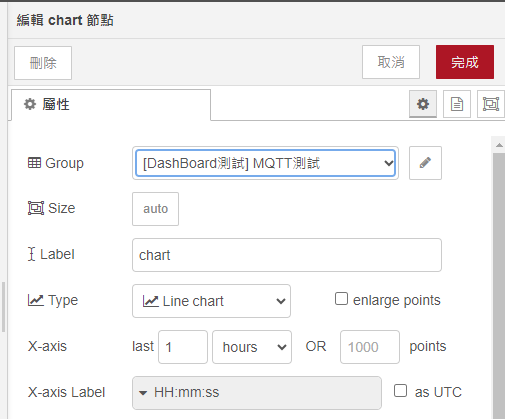 編輯 chart 節點
刪除 取消 完成
屬性
Group [DashBoard測試] MQTT測試
Size auto
Label chart
Type Line chart enlarge points
X-axis last 1 hours OR 1000 points
X-axis Label HH:mm:ss as UTC